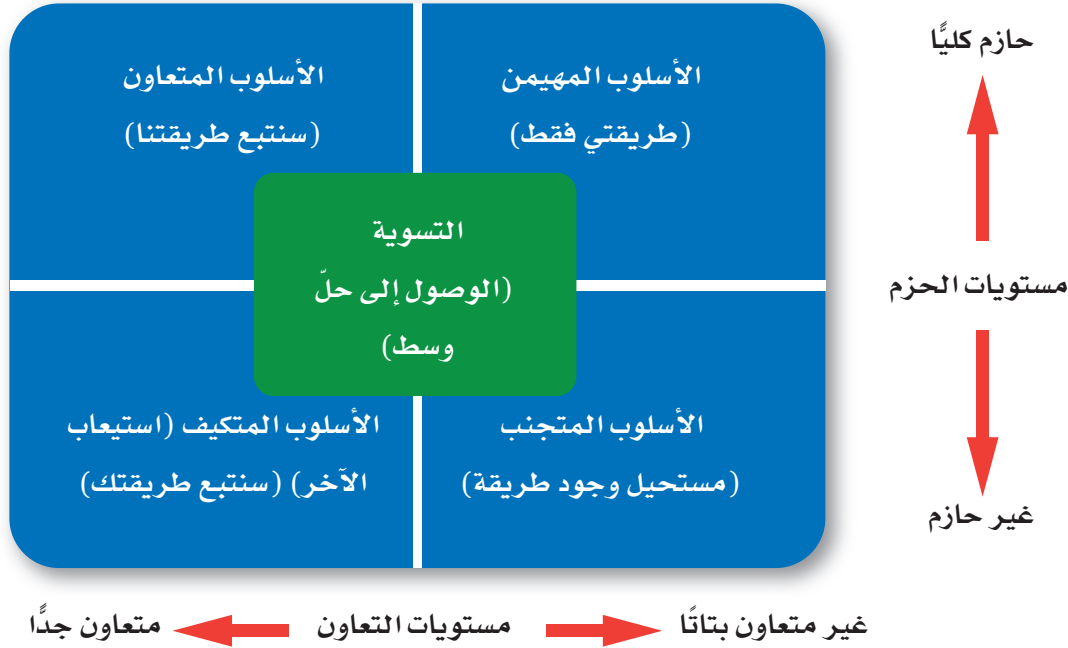 حازم كليًّا
الأسلوب المهيمن
(طريقتي فقط)
الأسلوب المتعاون
(سنتبع طريقتنا)
التسوية
(الوصول إلى حلّ
وسط)
مستويات الحزم
الأسلوب المتجنب
(مستحيل وجود طريقة)
الأسلوب المتكيف (استيعاب
الآخر) (سنتبع طريقتك)
غير حازم
غير متعاون بتاتًا
مستويات التعاون
متعاون جدًّا